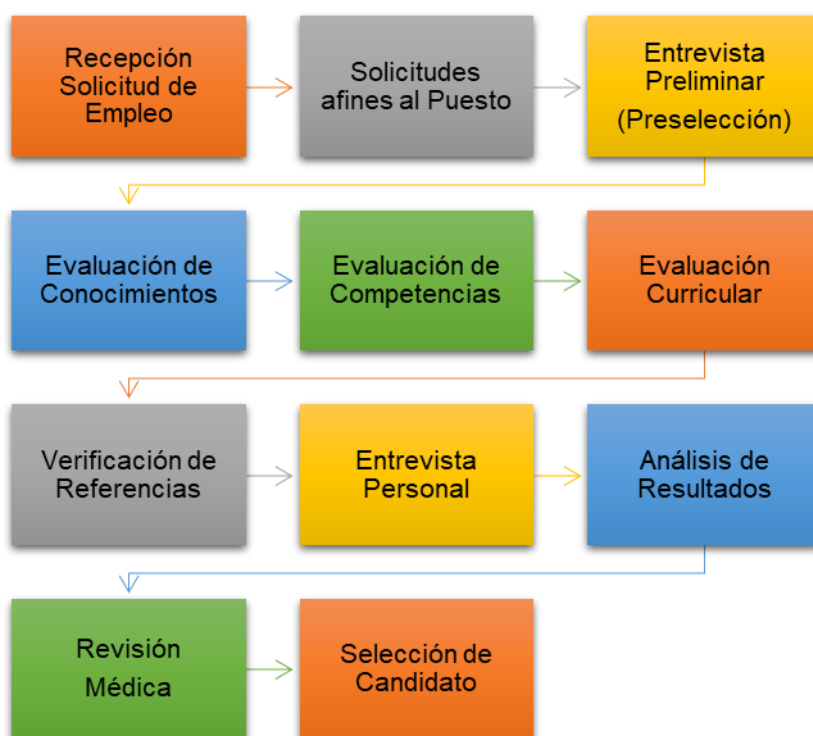 Recepción
Solicitud de
Empleo
Solicitudes
afines al Puesto
Entrevista
Preliminar
(Preselección)
Evaluación de
Conocimientos
Evaluación de
Competencias
Evaluación
Curricular
Verificación de
Referencias
Entrevista
Personal
Análisis de
Resultados
Revisión
Médica
Selección de
Candidato